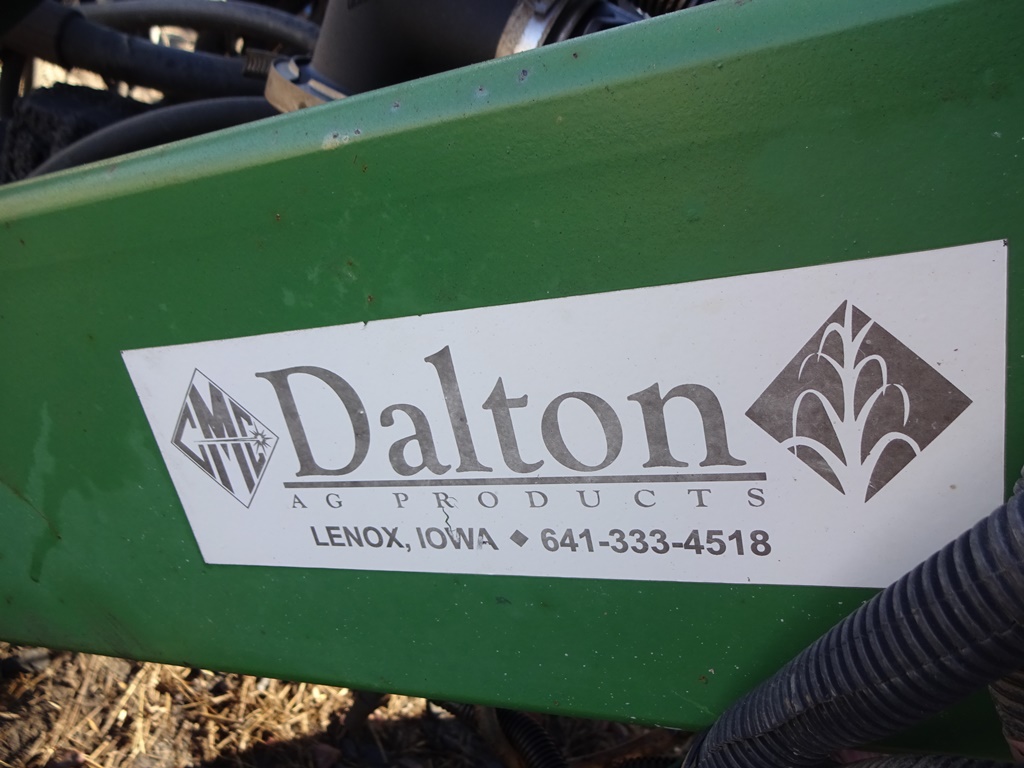 CMC
Dalton
AG PRODUCTS
LENOX, IOWA ◆ 641-333-4518